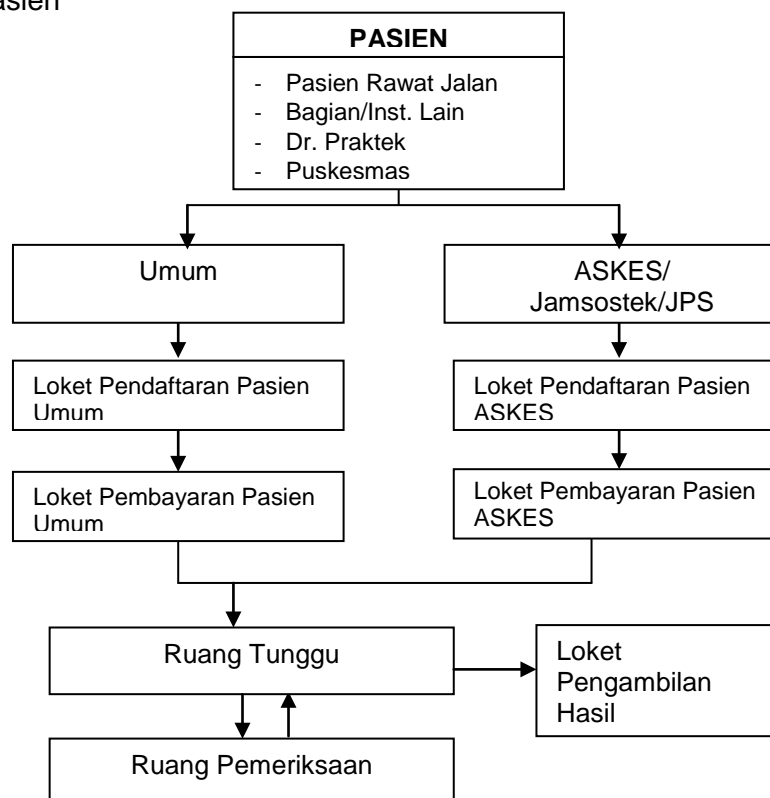 PASIEN
- Pasien Rawat Jalan
- Bagian/Inst. Lain
- Dr. Praktek
- Puskesmas
Umum
ASKES/
Jamsostek/JPS
Loket Pendaftaran Pasien
Umum
Loket Pendaftaran Pasien
ASKES
Loket Pembayaran Pasien
Umum
Loket Pembayaran Pasien
ASKES
Ruang Tunggu
Loket
Pengambilan
Hasil
Ruang Pemeriksaan